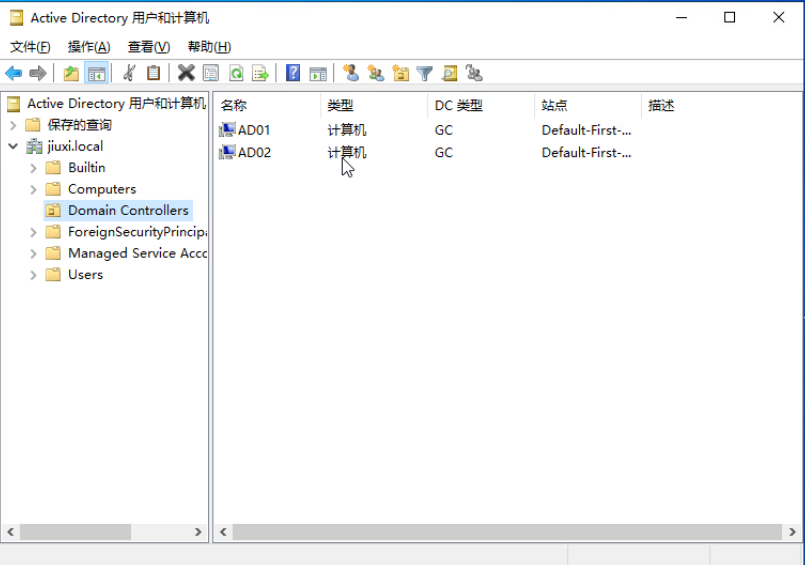 Active Directory 用户和计算机
文件(F) 操作(A) 查看(V) 帮助(H)
Active Directory 用户和计算机
保存的查询
jiuxi.local
Builtin
Computers
Domain Controllers
ForeignSecurityPrincipa
Managed Service Acc
Users
名称 类型 DC 类型 站点 描述
AD01 计算机 GC Default-First-...
AD02 计算机 GC Default-First-...